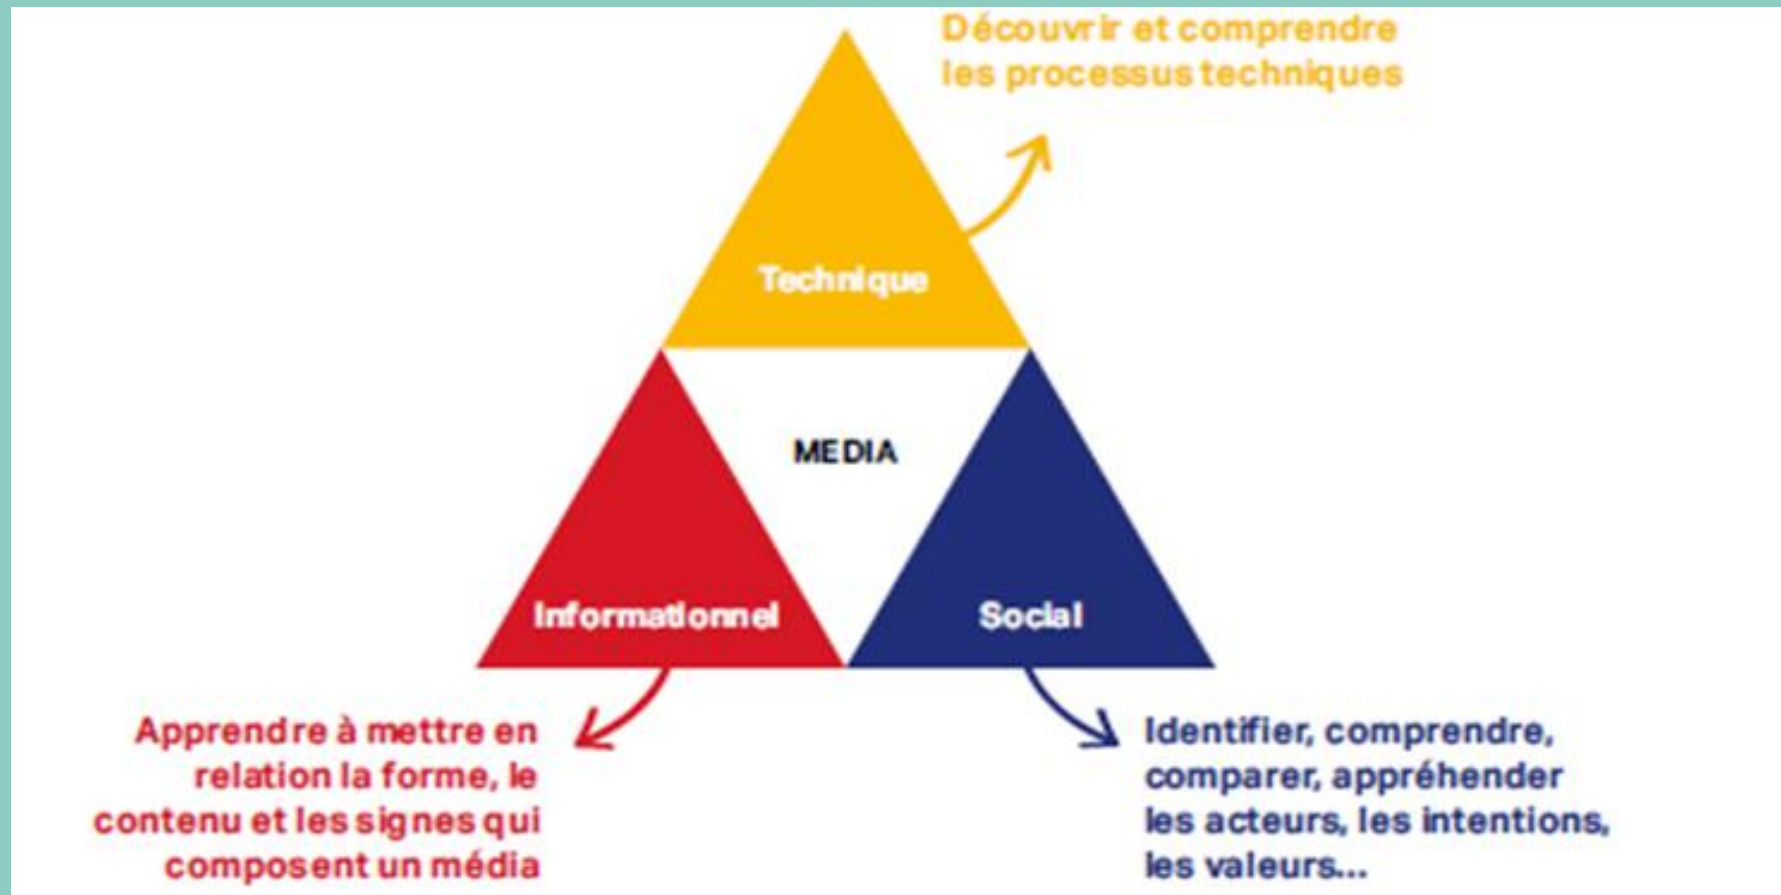 Découvrir et comprendre
les processus techniques
Technique
MEDIA
Informationnel
Social
Apprendre à mettre en
relation la forme, le
contenu et les signes qui
composent un média
Identifier, comprendre,
comparer, appréhender
les acteurs, les intentions,
les valeurs...